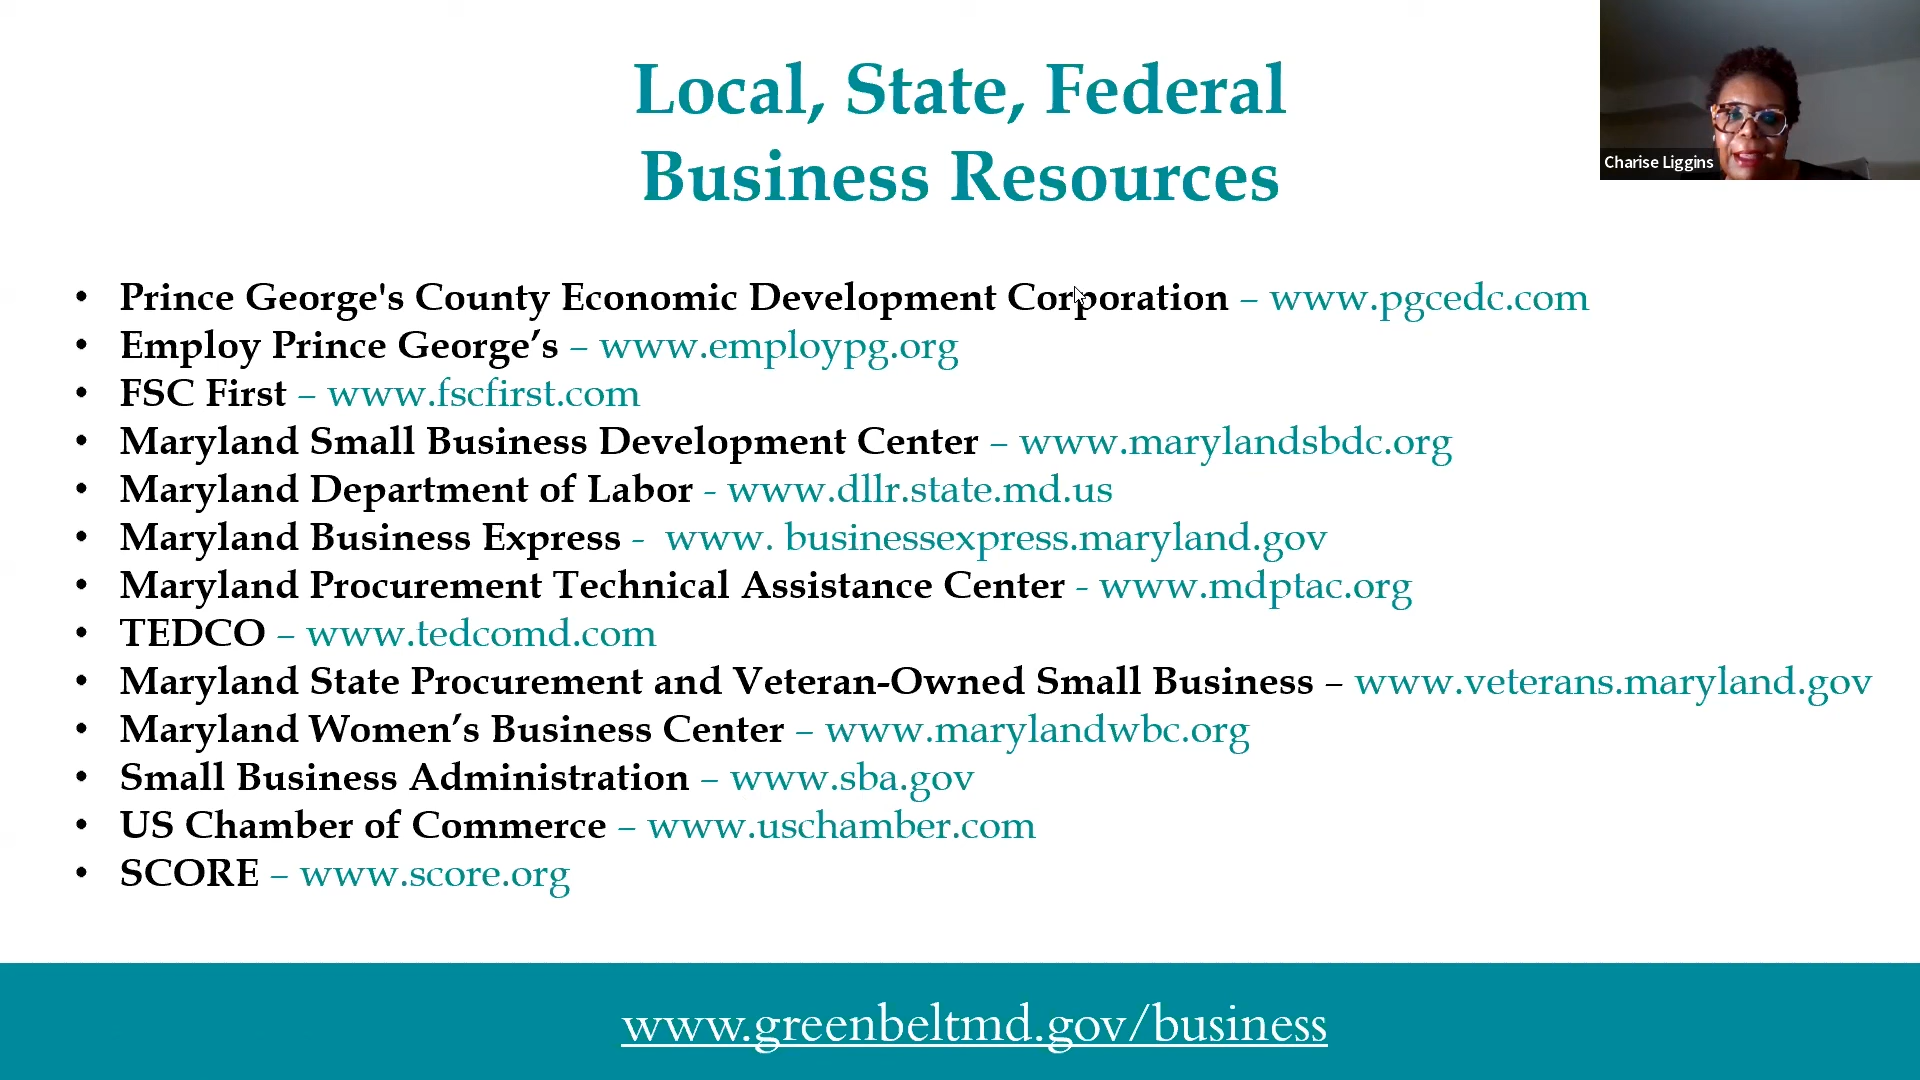 Local, State, Federal
Business Resources
Charise Liggins
• Prince George's County Economic Development Corporation – www.pgcedc.com
• Employ Prince George’s – www.employpg.org
• FSC First – www.fscfirst.com
• Maryland Small Business Development Center – www.marylandsbdc.org
• Maryland Department of Labor - www.dllr.state.md.us
• Maryland Business Express -  www. businessexpress.maryland.gov
• Maryland Procurement Technical Assistance Center - www.mdptac.org
• TEDCO – www.tedcomd.com
• Maryland State Procurement and Veteran-Owned Small Business – www.veterans.maryland.gov
• Maryland Women’s Business Center – www.marylandwbc.org
• Small Business Administration – www.sba.gov
• US Chamber of Commerce – www.uschamber.com
• SCORE – www.score.org
www.greenbeltmd.gov/business